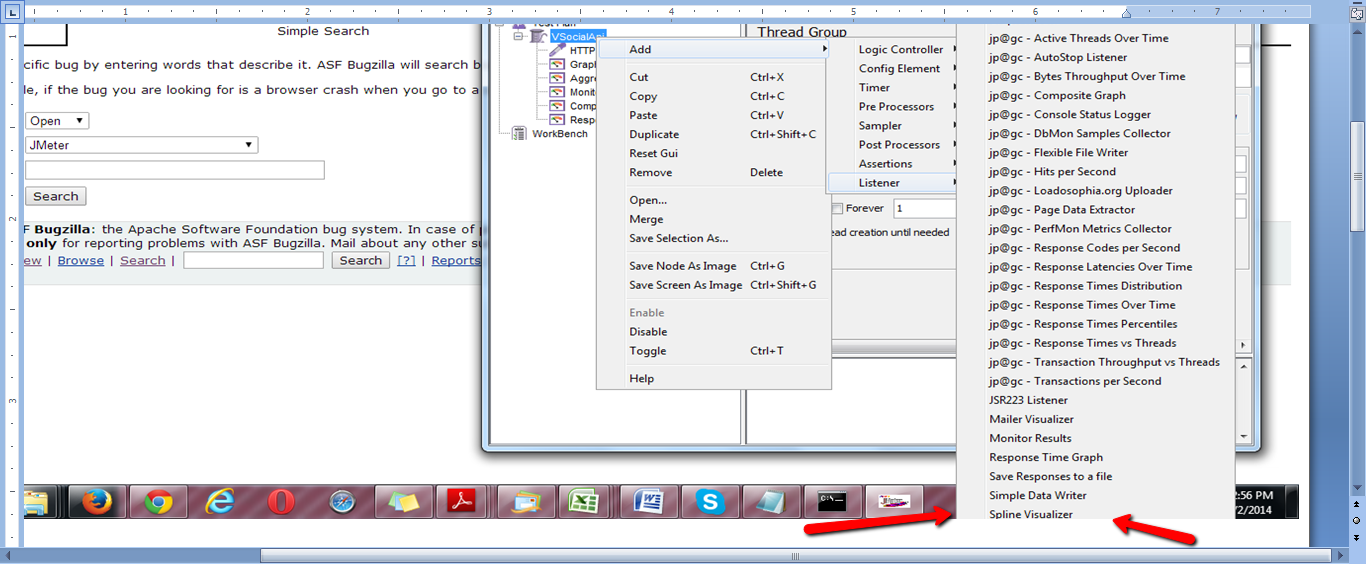 1 2 3 4 5 6 7
Simple Search
cific bug by entering words that describe it. ASF Bugzilla will search
le, if the bug you are looking for is a browser crash when you go to a
Open
JMeter
Search
Bugzilla: the Apache Software Foundation bug system. In case of
only for reporting problems with ASF Bugzilla. Mail about any other
ew | Browse | Search | Search [?] | Reports
VSocialApi
HTTP
Grap
Aggre
Monit
Comp
Resp
WorkBench
Thread Group
Add
Cut Ctrl+X
Copy Ctrl+C
Paste Ctrl+V
Duplicate Ctrl+Shift+C
Reset Gui
Remove Delete
Open...
Merge
Save Selection As...
Save Node As Image Ctrl+G
Save Screen As Image Ctrl+Shift+G
Enable
Disable
Toggle Ctrl+T
Help
Logic Controller
Config Element
Timer
Pre Processors
Sampler
Post Processors
Assertions
Listener
Forever 1
ead creation until needed
jp@gc - Active Threads Over Time
jp@gc - AutoStop Listener
jp@gc - Bytes Throughput Over Time
jp@gc - Composite Graph
jp@gc - Console Status Logger
jp@gc - DbMon Samples Collector
jp@gc - Flexible File Writer
jp@gc - Hits per Second
jp@gc - Loadosophia.org Uploader
jp@gc - Page Data Extractor
jp@gc - PerfMon Metrics Collector
jp@gc - Response Codes per Second
jp@gc - Response Latencies Over Time
jp@gc - Response Times Distribution
jp@gc - Response Times Over Time
jp@gc - Response Times Percentiles
jp@gc - Response Times vs Threads
jp@gc - Transaction Throughput vs Threads
jp@gc - Transactions per Second
JSR223 Listener
Mailer Visualizer
Monitor Results
Response Time Graph
Save Responses to a file
Simple Data Writer
Spline Visualizer
:56 PM
/2/2014
1
2
3